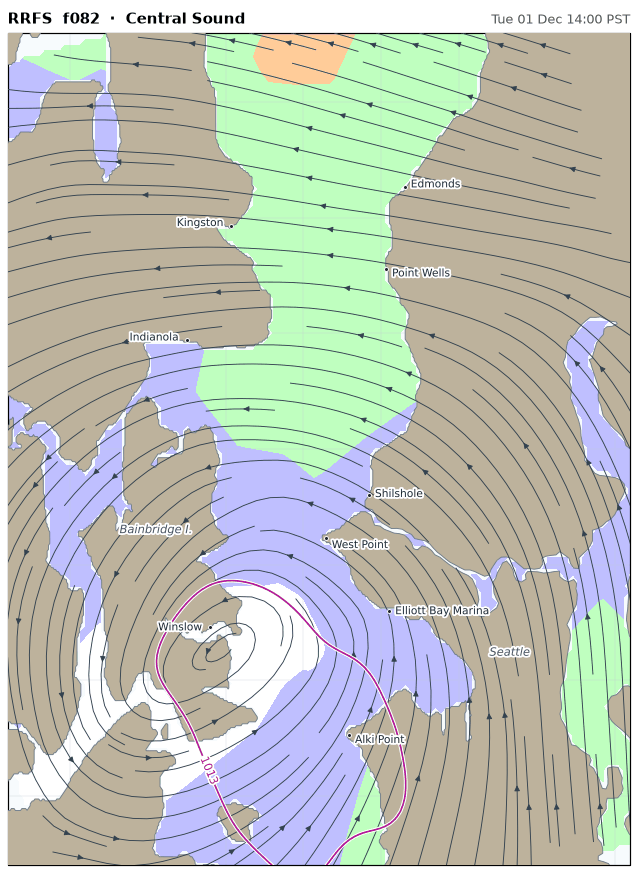 RRFS f082 · Central Sound
Tue 01 Dec 14:00 PST
Edmonds
Kingston
Point Wells
Indianola
Shilshole
Bainbridge I.
West Point
Elliott Bay Marina
Winslow
Seattle
Alki Point
1013